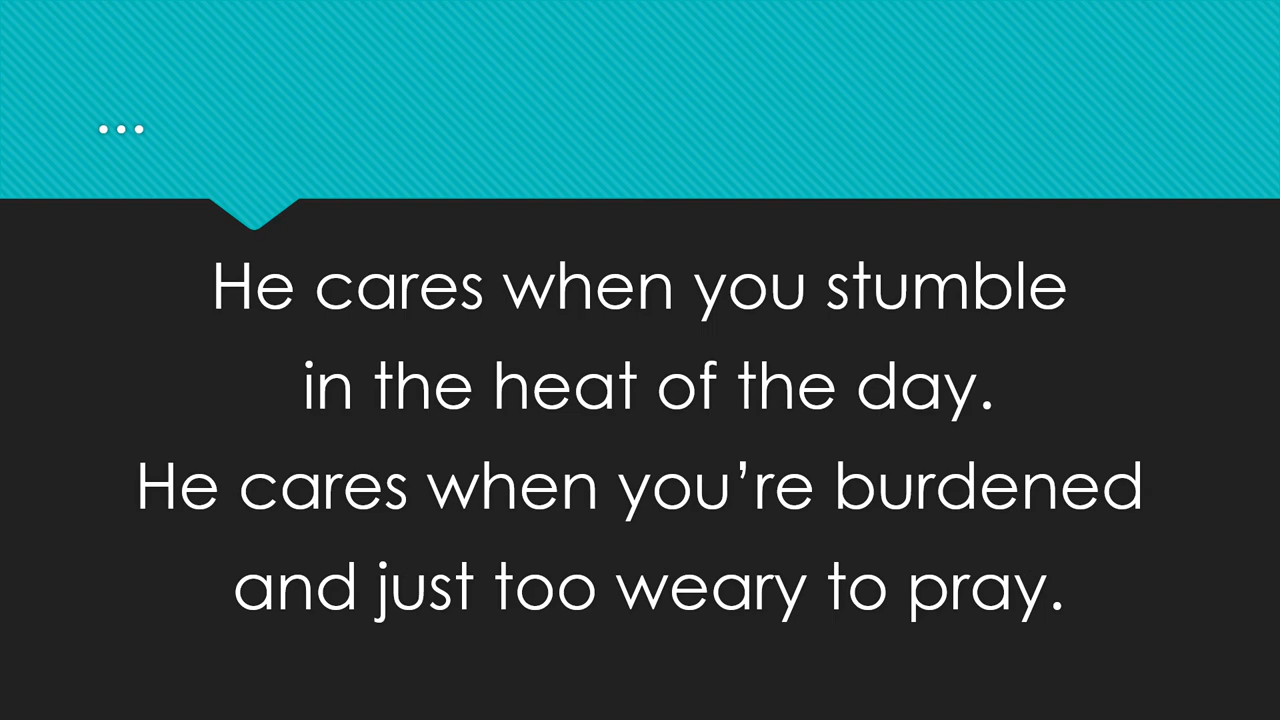 ...
He cares when you stumble
in the heat of the day.
He cares when you’re burdened
and just too weary to pray.